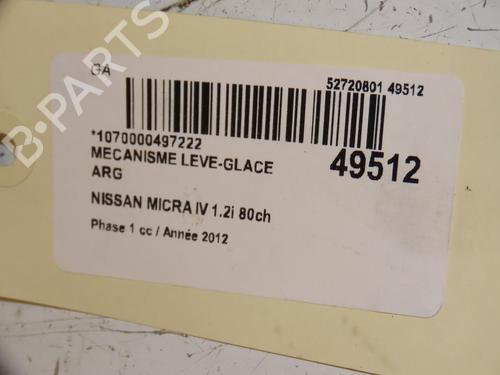 GA
52720801 49512
*1070000497222
MECANISME LEVE-GLACE
ARG
49512
NISSAN MICRA IV 1.2i 80ch
Phase 1 cc / Année 2012
B-PARTS